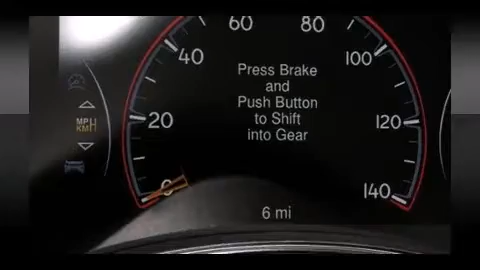 60 80
40 100
Press Brake
and
Push Button
to Shift
into Gear
MPH
KMH
20 120
0 140
6 mi